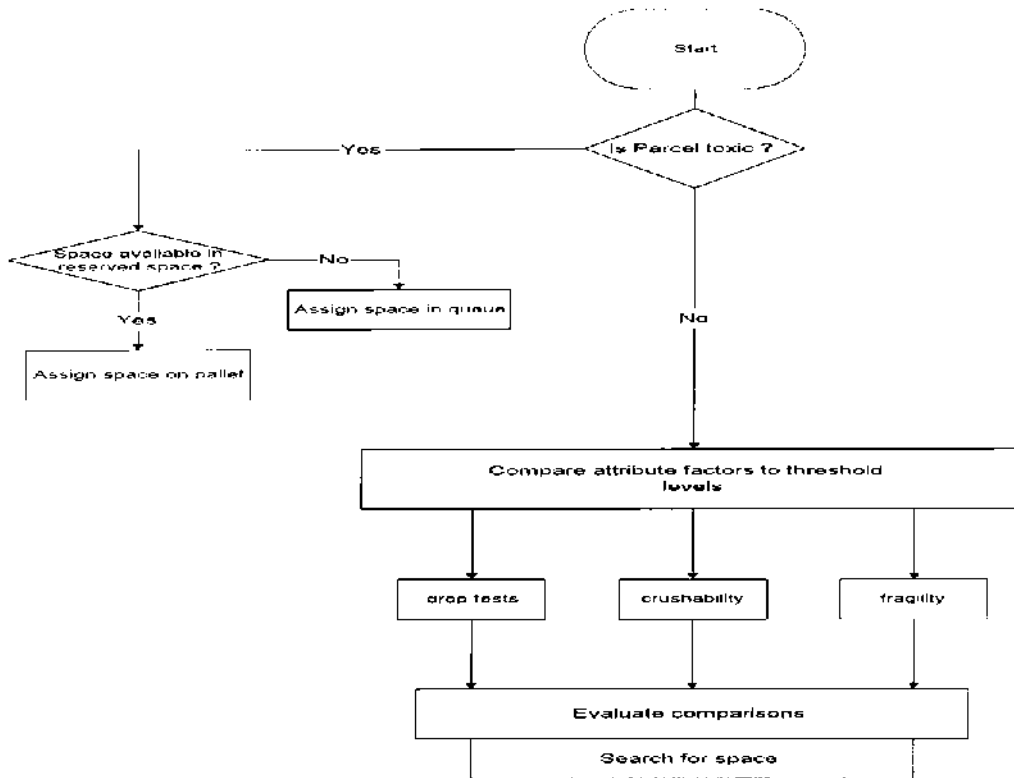 Start
Is Parcel toxic ?
Yes
Space available in
reserved space ?
No
Assign space in queue
Yes
Assign space on pallet
No
Compare attribute factors to threshold
levels
drop tests
crushability
fragility
Evaluate comparisons
Search for space